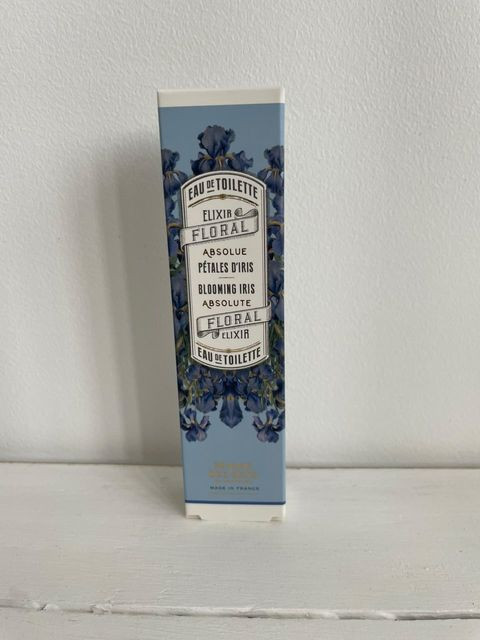 EAU DE TOILETTE
ELIXIR
FLORAL
ABSOLUE
PÉTALES D'IRIS
BLOOMING IRIS
ABSOLUTE
FLORAL
ELIXIR
EAU DE TOILETTE
MADE IN FRANCE